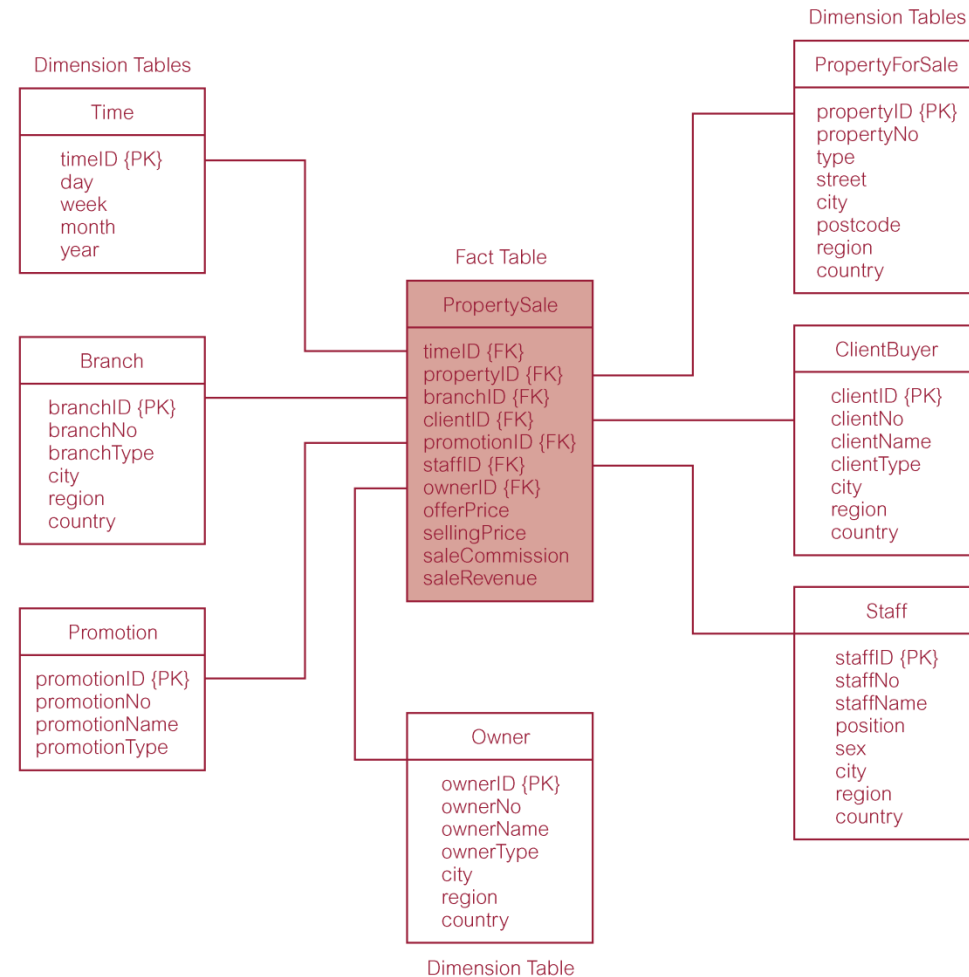 Dimension Tables
Time
timeID {PK}
day
week
month
year
Branch
branchID {PK}
branchNo
branchType
city
region
country
Promotion
promotionID {PK}
promotionNo
promotionName
promotionType
Fact Table
PropertySale
timeID {FK}
propertyID {FK}
branchID {FK}
clientID {FK}
promotionID {FK}
staffID {FK}
ownerID {FK}
offerPrice
sellingPrice
saleCommission
saleRevenue
Owner
ownerID {PK}
ownerNo
ownerName
ownerType
city
region
country
Dimension Table
Dimension Tables
PropertyForSale
propertyID {PK}
propertyNo
type
street
city
postcode
region
country
ClientBuyer
clientID {PK}
clientNo
clientName
clientType
city
region
country
Staff
staffID {PK}
staffNo
staffName
position
sex
city
region
country